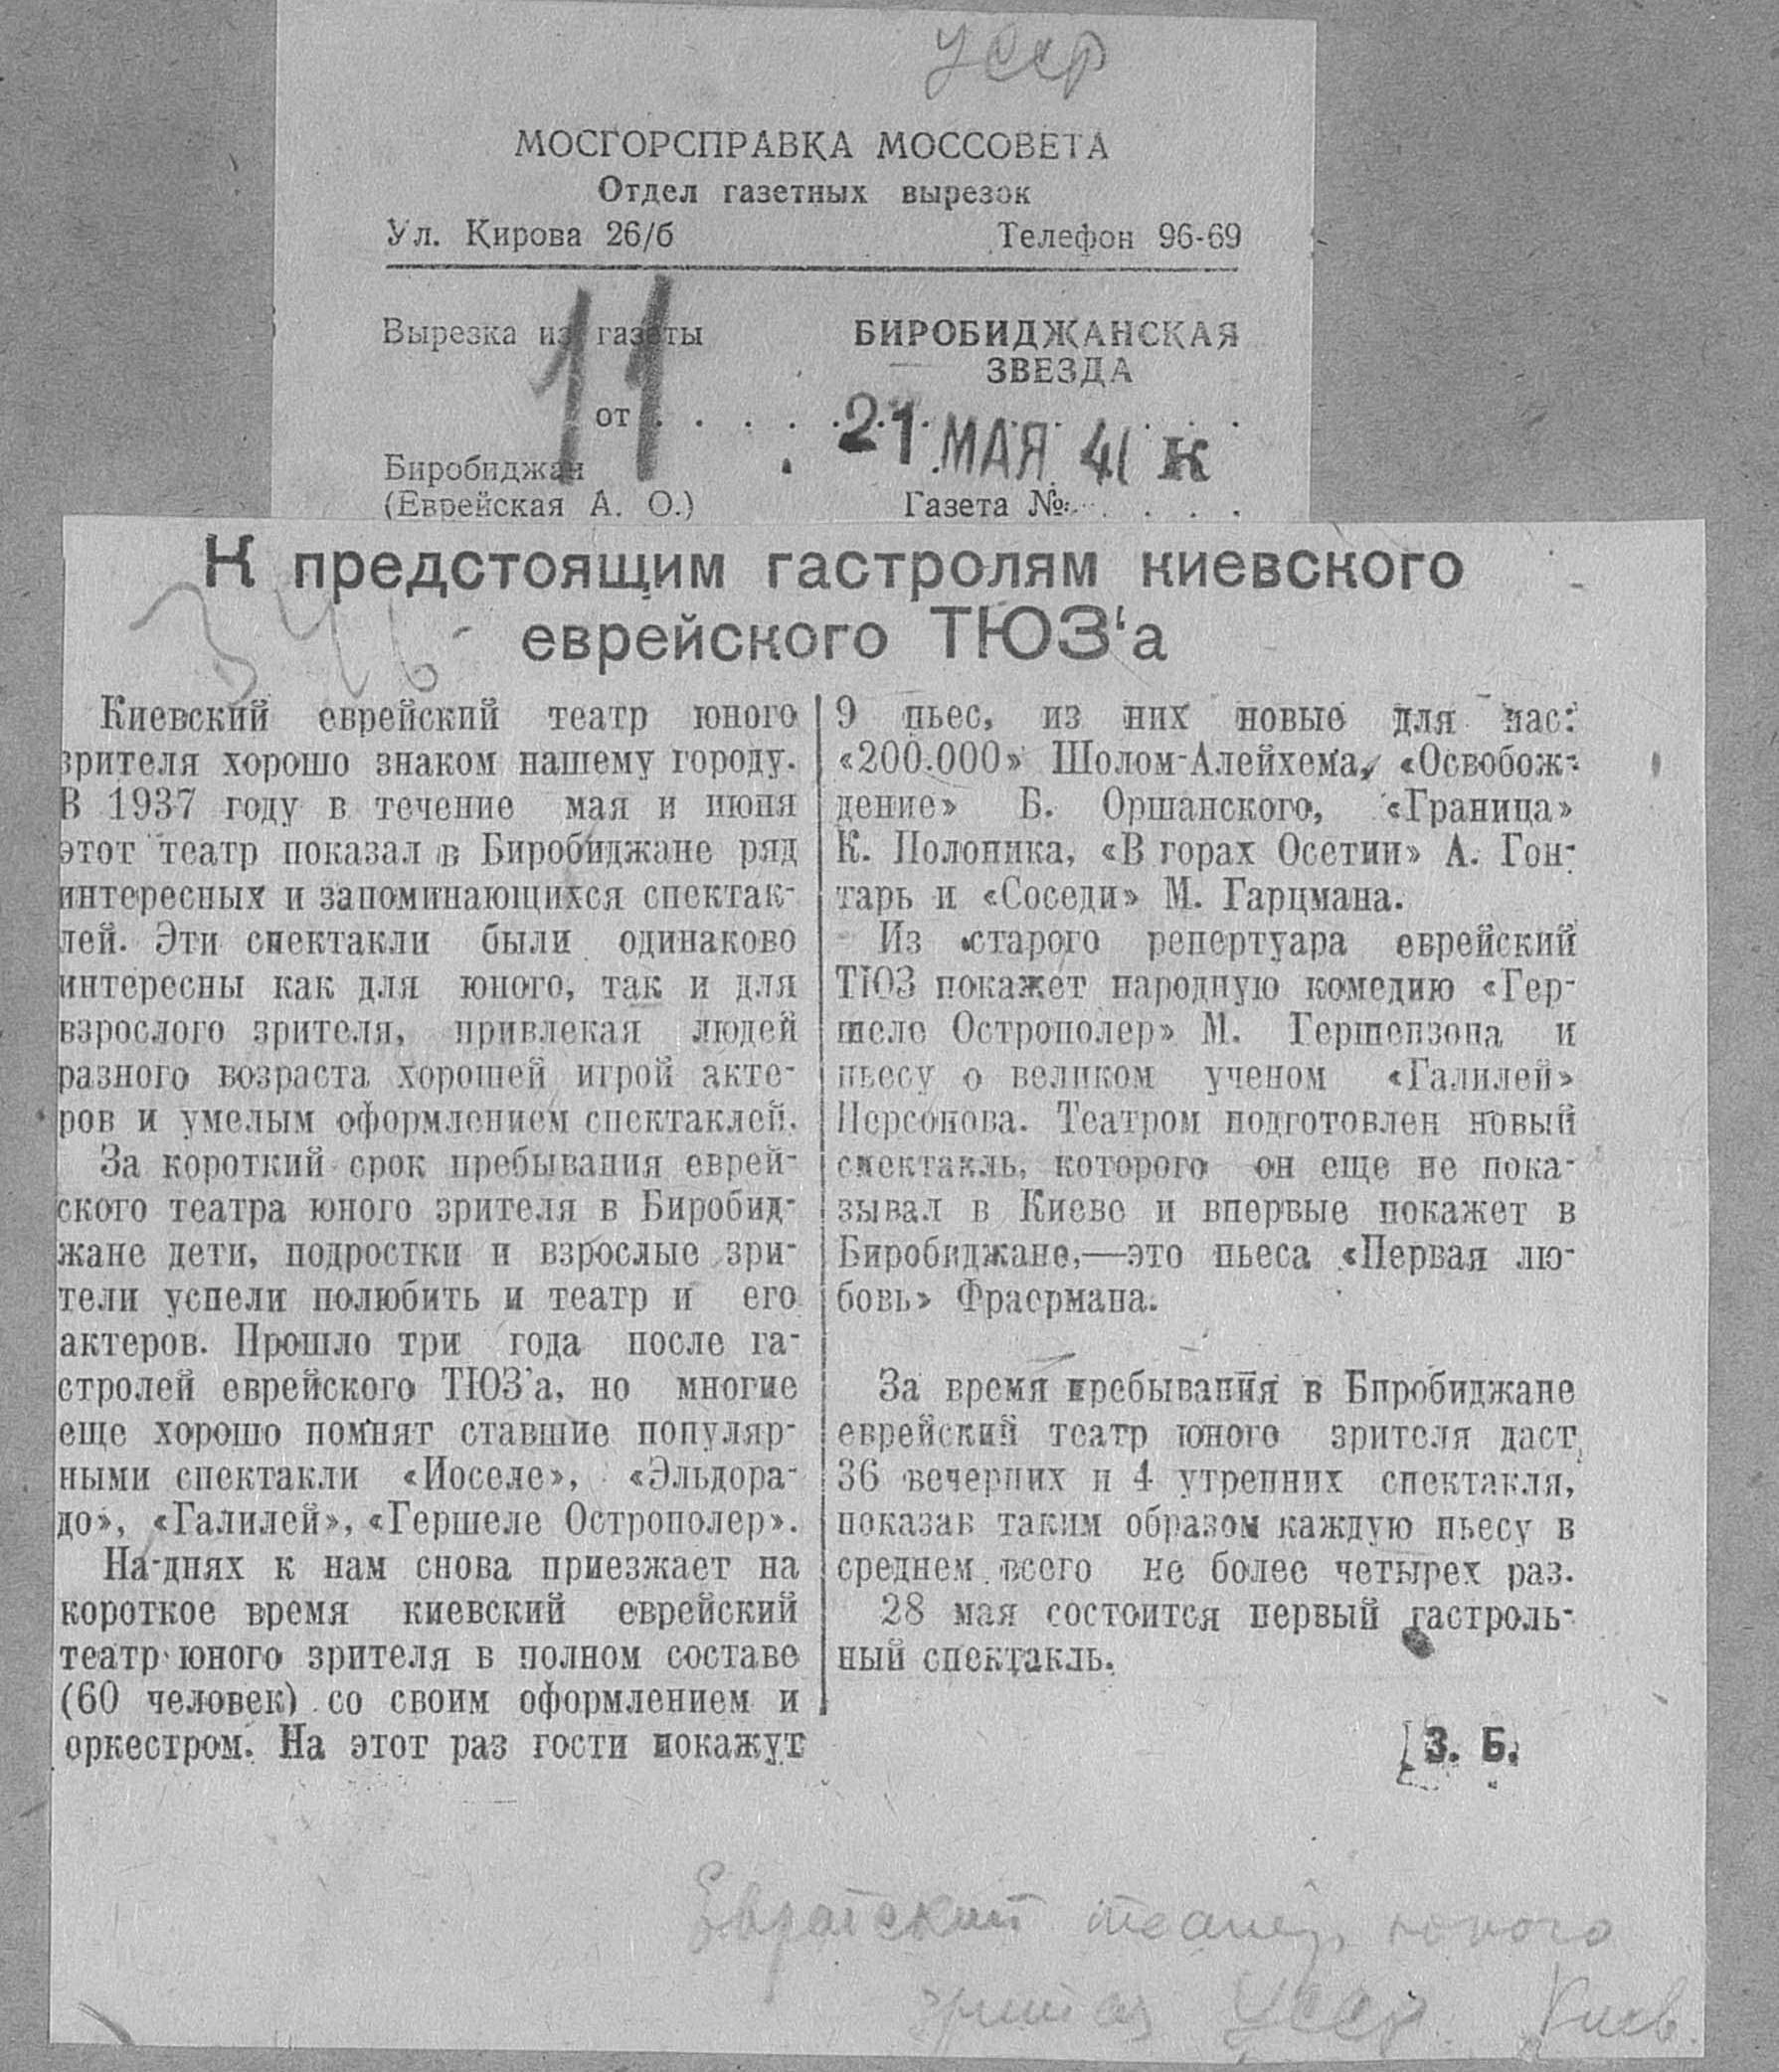 УССР
МОСГОРСПРАВКА МОССОВЕТА
Отдел газетных вырезок
Ул. Кирова 26/б Телефон 96-69
11
Вырезка из газеты БИРОБИДЖАНСКАЯ
ЗВЕЗДА
от . . . . . 21 МАЯ 41 К
Биробиджан
(Еврейская А. О.) Газета № . . . .
К предстоящим гастролям киевского
еврейского ТЮЗ‘а
Киевский еврейский театр юного
зрителя хорошо знаком нашему городу.
В 1937 году в течение мая и июня
этот театр показал в Биробиджане ряд
интересных и запоминающихся спектак-
лей. Эти спектакли были одинаково
интересны как для юного, так и для
взрослого зрителя, привлекая людей
разного возраста хорошей игрой акте-
ров и умелым оформлением спектаклей.
За короткий срок пребывания еврей-
ского театра юного зрителя в Биробид-
жане дети, подростки и взрослые зри-
тели успели полюбить и театр и его
актеров. Прошло три года после га-
стролей еврейского ТЮЗ'а, но многие
еще хорошо помнят ставшие популяр-
ными спектакли «Иоселе», «Эльдора-
до», «Галилей», «Гершеле Острополер».
На-днях к нам снова приезжает на
короткое время киевский еврейский
театр юного зрителя в полном составе
(60 человек) со своим оформлением и
оркестром. На этот раз гости покажут
9 пьес, из них новые для нас:
«200.000» Шолом-Алейхема, «Освобож-
дение» Б. Оршанского, «Граница»
К. Полоника, «В горах Осетии» А. Гон-
тарь и «Соседи» М. Гарцмана.
Из старого репертуара еврейский
ТЮЗ покажет народную комедию «Гер-
шеле Острополер» М. Гершензона и
пьесу о великом ученом «Галилей»
Персонова. Театром подготовлен новый
спектакль, которого он еще не пока-
зывал в Киеве и впервые покажет в
Биробиджане,—это пьеса «Первая лю-
бовь» Фраермана.
За время пребывания в Биробиджане
еврейский театр юного зрителя даст
36 вечерних и 4 утренних спектакля,
показав таким образом каждую пьесу в
среднем всего не более четырех раз.
28 мая состоится первый гастроль-
ный спектакль.
З. Б.
Еврейский театр юного
зрителя УССР. Киев.